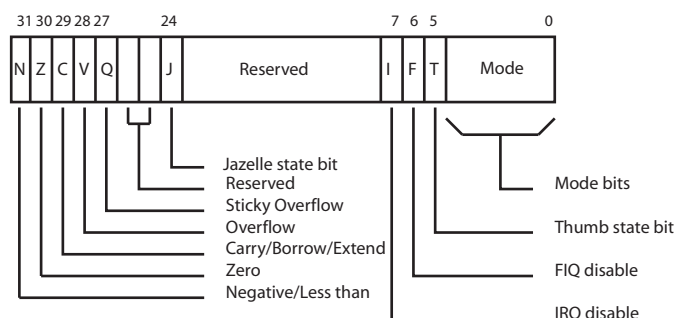 31 30 29 28 27 24 7 6 5 0
N Z C V Q J Reserved I F T Mode
Jazelle state bit
Reserved Mode bits
Sticky Overflow
Overflow Thumb state bit
Carry/Borrow/Extend
Zero FIQ disable
Negative/Less than
IRQ disable